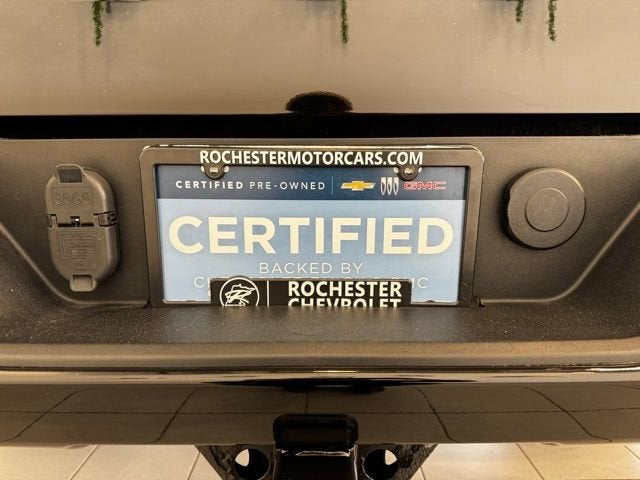 ROCHESTERMOTORCARS.COM
CERTIFIED PRE-OWNED GMC
CERTIFIED
BACKED BY
ROCHESTER
CHEVROLET